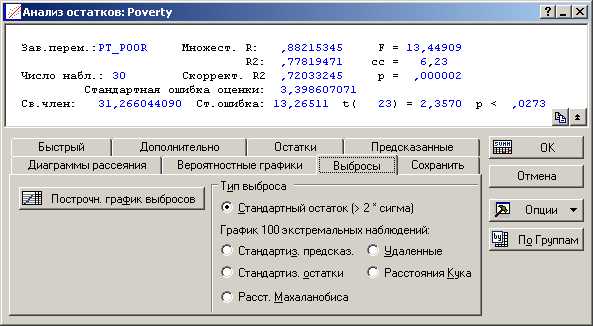 Анализ остатков: Poverty
Зав.перем.:PT_POOR Множест. R: ,88215345 F = 13,44909
R2: ,77819471 сс = 6,23
Число набл.: 30 Скоррект. R2 ,72033245 p = ,000002
Стандартная ошибка оценки: 3,398607071
Св.член: 31,266044090 Ст.ошибка: 13,26511 t( 23) = 2,3570 p < ,0273
Быстрый Дополнительно Остатки Предсказанные
Диаграммы рассеяния Вероятностные графики Выбросы Сохранить
Построчн. график выбросов
Тип выброса
Стандартный остаток (> 2 * сигма)
График 100 экстремальных наблюдений:
Стандартиз. предсказ. Удаленные
Стандартиз. остатки Расстояния Кука
Расст. Махаланобиса
OK
Отмена
Опции
По Группам